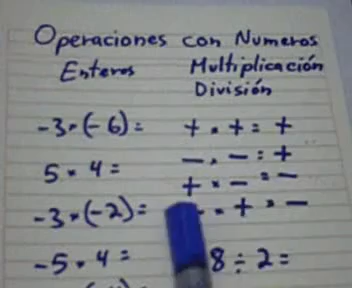 Operaciones con Numeros
Enteros Multiplicación
División
-3·(-6)= + · + = +
5 · 4 = - · - = +
+ · - = -
-3·(-2)= · + = -
-5 · 4 = 8 ÷ 2 =